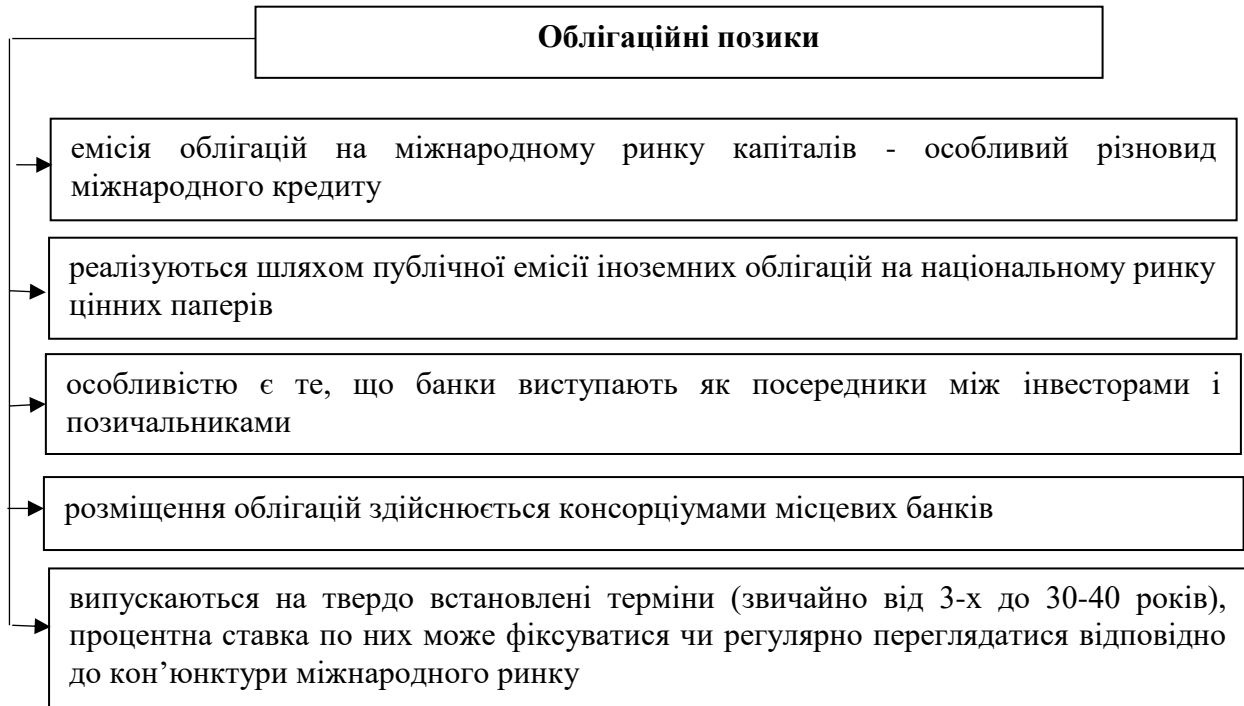 Облігаційні позики
емісія облігацій на міжнародному ринку капіталів - особливий різновид
міжнародного кредиту
реалізуються шляхом публічної емісії іноземних облігацій на національному ринку
цінних паперів
особливістю є те, що банки виступають як посередники між інвесторами і
позичальниками
розміщення облігацій здійснюється консорціумами місцевих банків
випускаються на твердо встановлені терміни (звичайно від 3-х до 30-40 років),
процентна ставка по них може фіксуватися чи регулярно переглядатися відповідно
до кон’юнктури міжнародного ринку